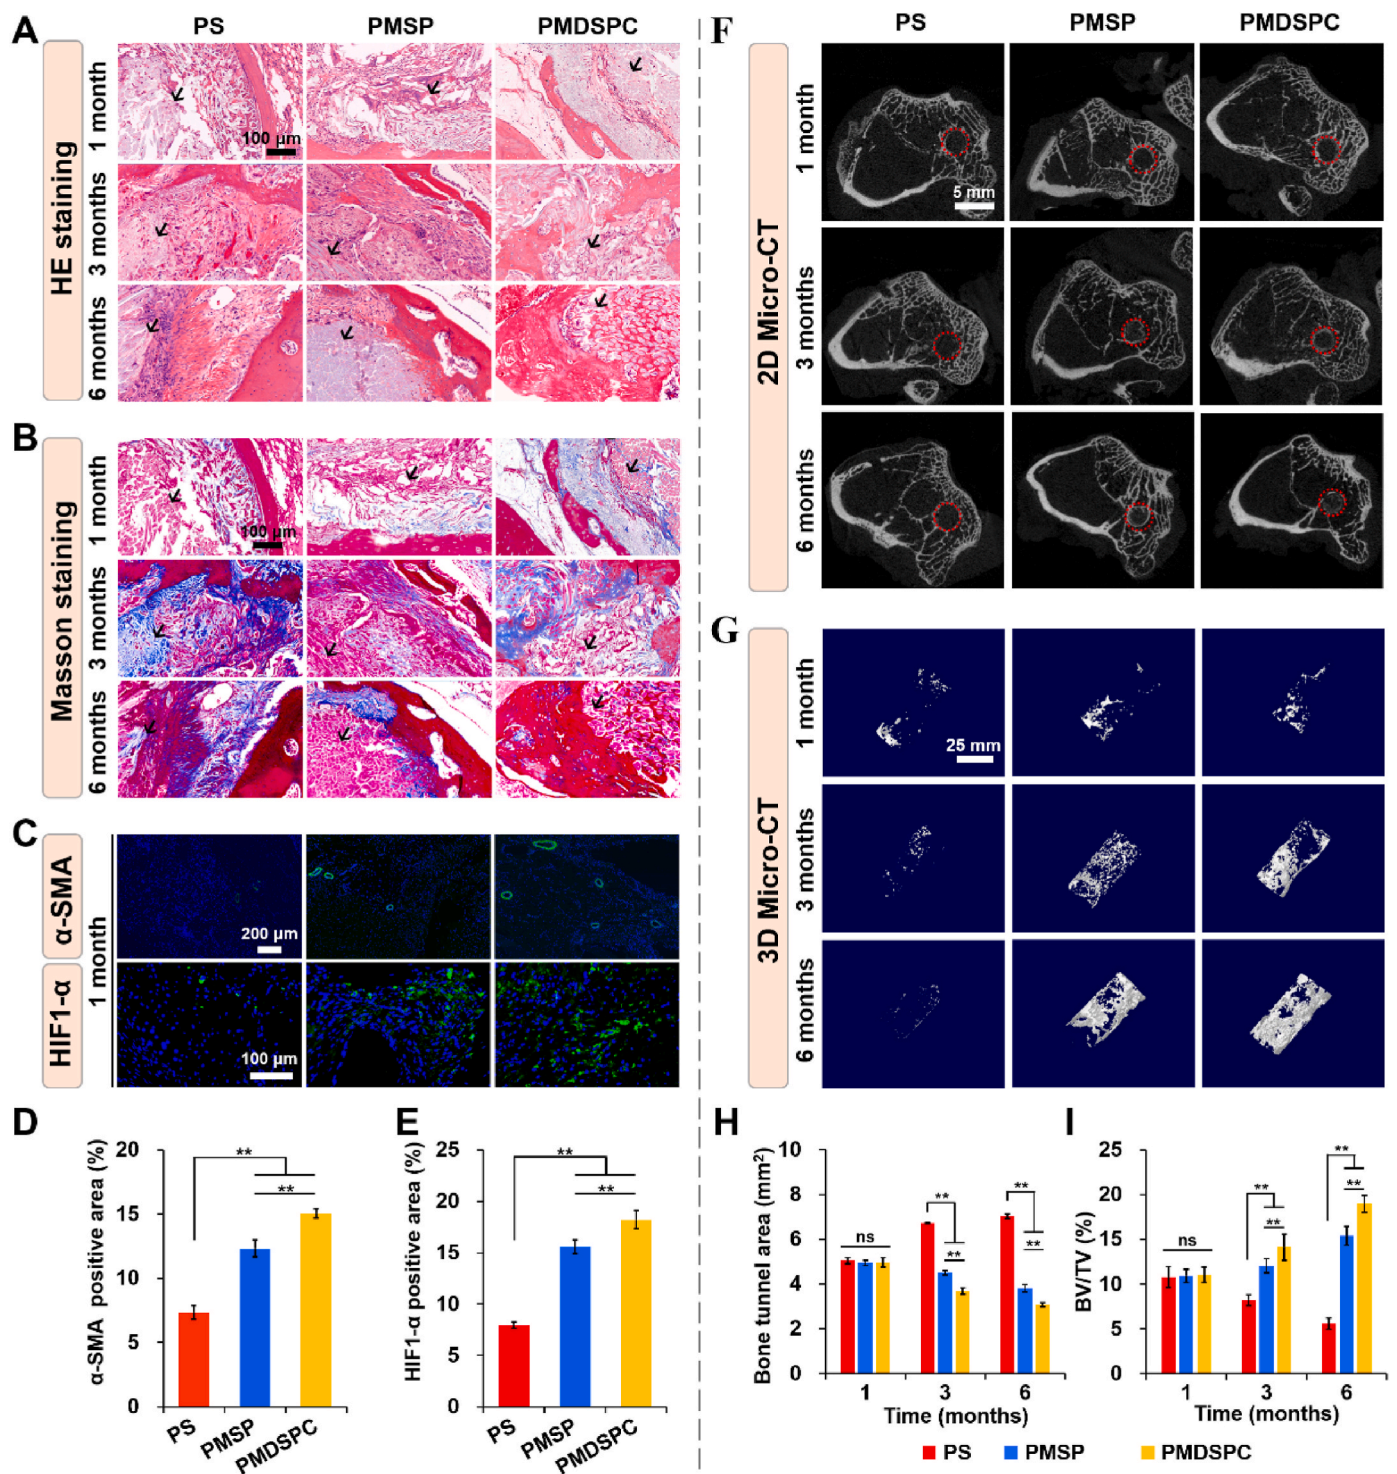 A
PS
PMSP
PMDSPC
HE staining
1 month
3 months
6 months
100 µm
B
Masson staining
1 month
3 months
6 months
100 µm
C
α-SMA
HIF1-α
1 month
200 µm
100 µm
D
α-SMA positive area (%)
20
15
10
5
0
**
**
PS
PMSP
PMDSPC
E
HIF1-α positive area (%)
25
20
15
10
5
0
**
**
PS
PMSP
PMDSPC
F
PS
PMSP
PMDSPC
2D Micro-CT
1 month
3 months
6 months
5 mm
G
3D Micro-CT
1 month
3 months
6 months
25 mm
H
Bone tunnel area (mm²)
10
8
6
4
2
0
ns
**
**
**
**
1 3 6
Time (months)
I
BV/TV (%)
25
20
15
10
5
0
ns
**
**
**
**
1 3 6
Time (months)
PS PMSP PMDSPC